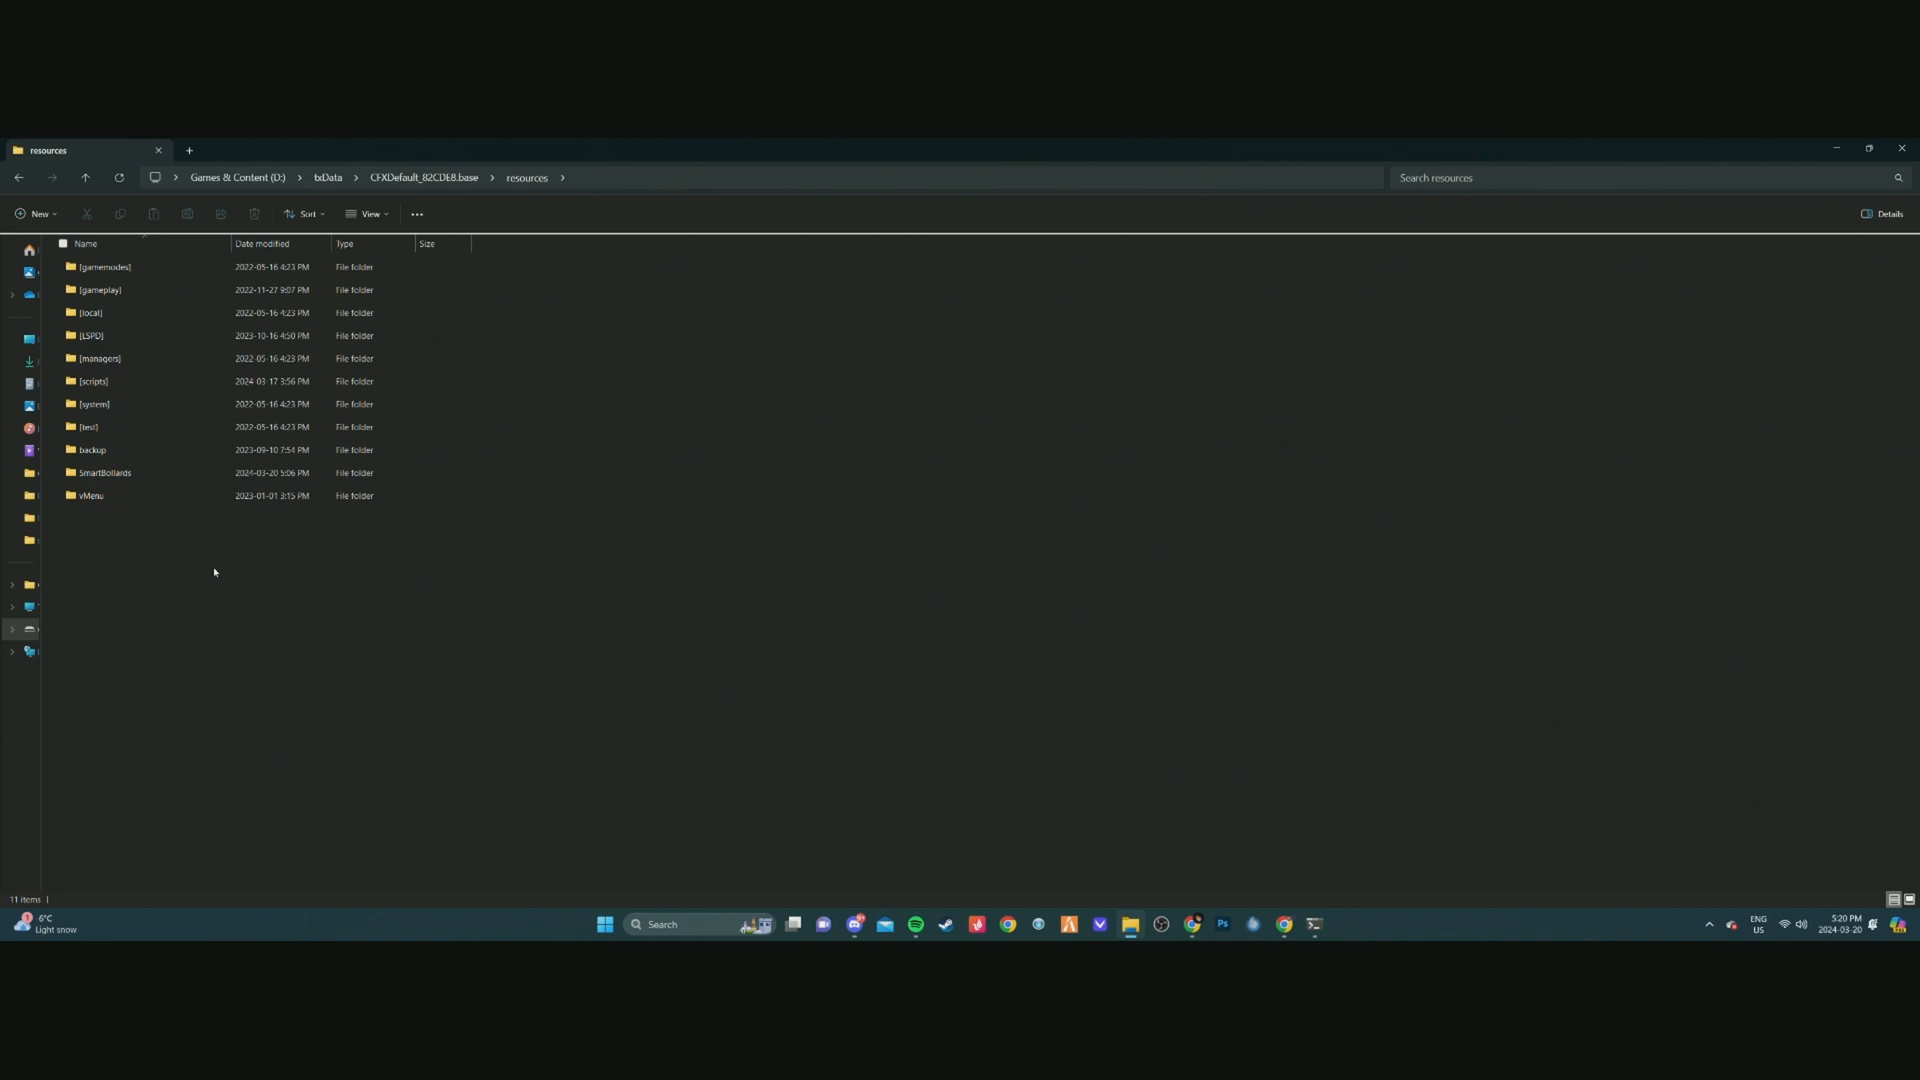 resources
Games & Content (D:) > txData > CFXDefault_82CDE8.base > resources >
Search resources
New
Sort
View
Details
Name Date modified Type Size
[gamemodes] 2022-05-16 4:23 PM File folder
[gameplay] 2022-11-27 9:07 PM File folder
[local] 2022-05-16 4:23 PM File folder
[LSPD] 2023-10-16 4:50 PM File folder
[managers] 2022-05-16 4:23 PM File folder
[scripts] 2024-03-17 3:56 PM File folder
[system] 2022-05-16 4:23 PM File folder
[test] 2022-05-16 4:23 PM File folder
backup 2023-09-10 7:54 PM File folder
SmartBollards 2024-03-20 5:06 PM File folder
vMenu 2023-01-01 3:15 PM File folder
11 items
1
-6°C
Light snow
Search
Ps
ENG
US
5:20 PM
2024-03-20